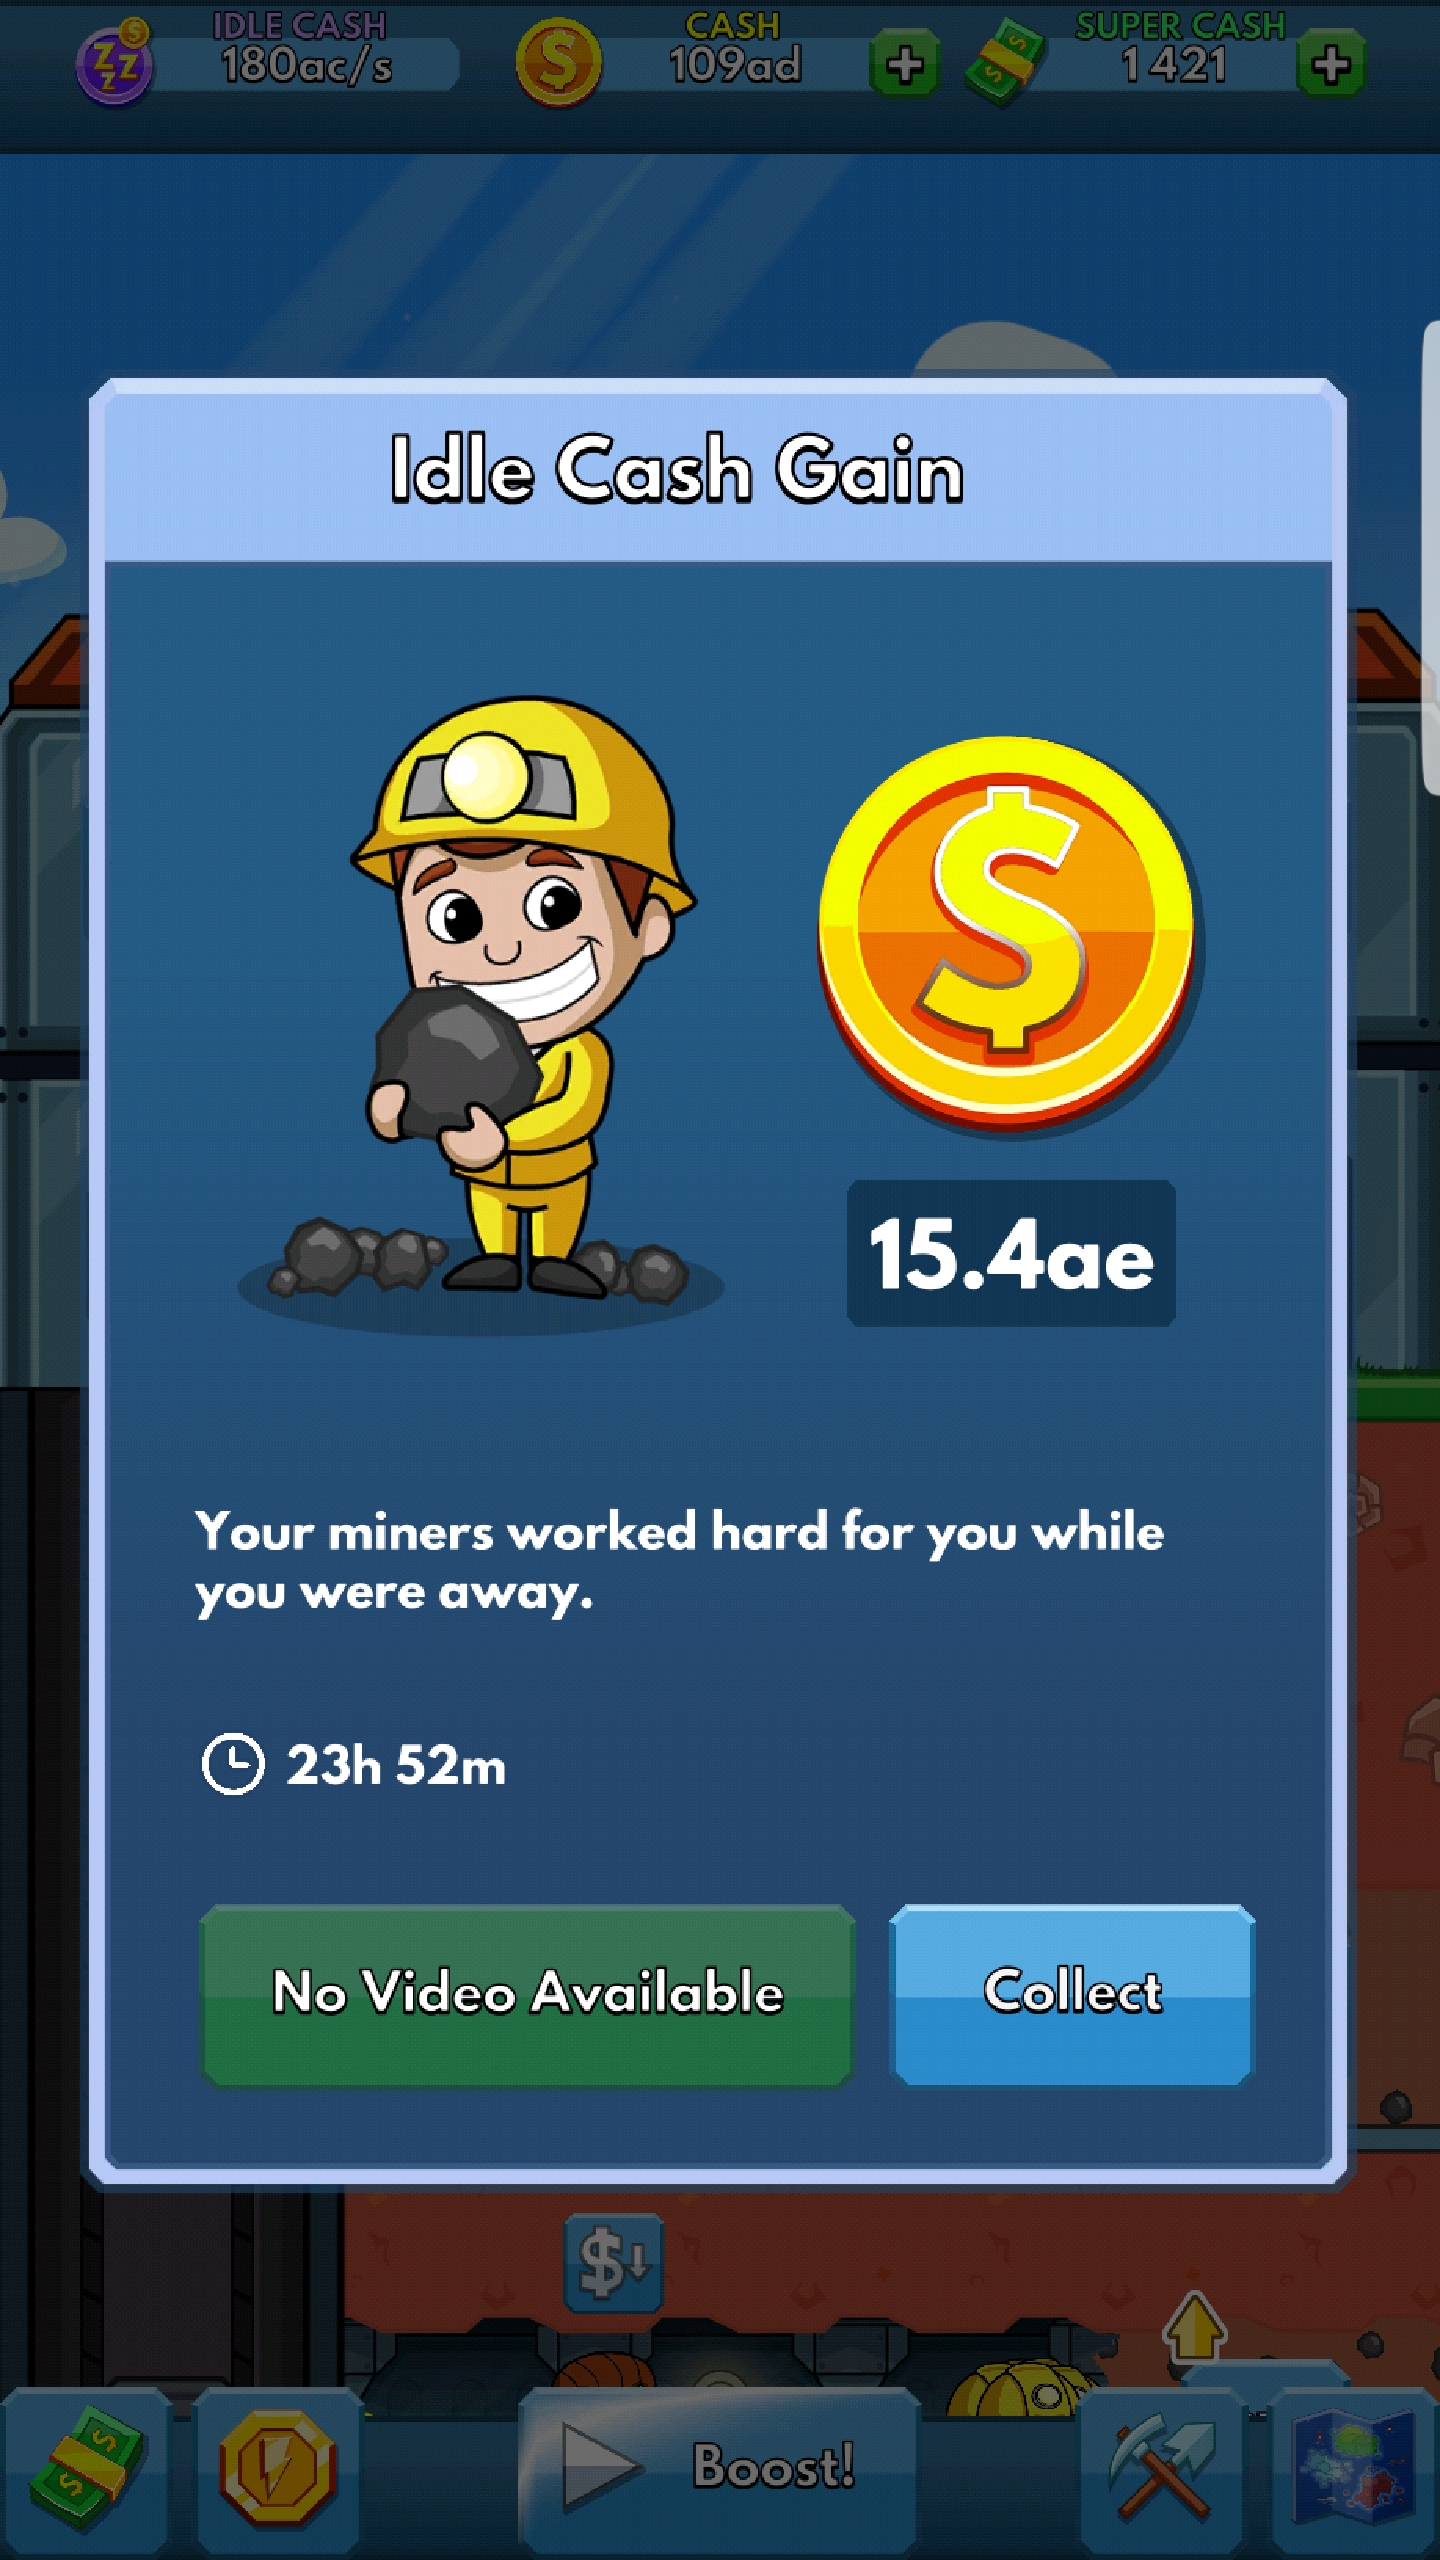 IDLE CASH
180ac/s
CASH
109ad
SUPER CASH
1 421
Idle Cash Gain
15.4ae
Your miners worked hard for you while
you were away.
23h 52m
No Video Available
Collect
Boost!